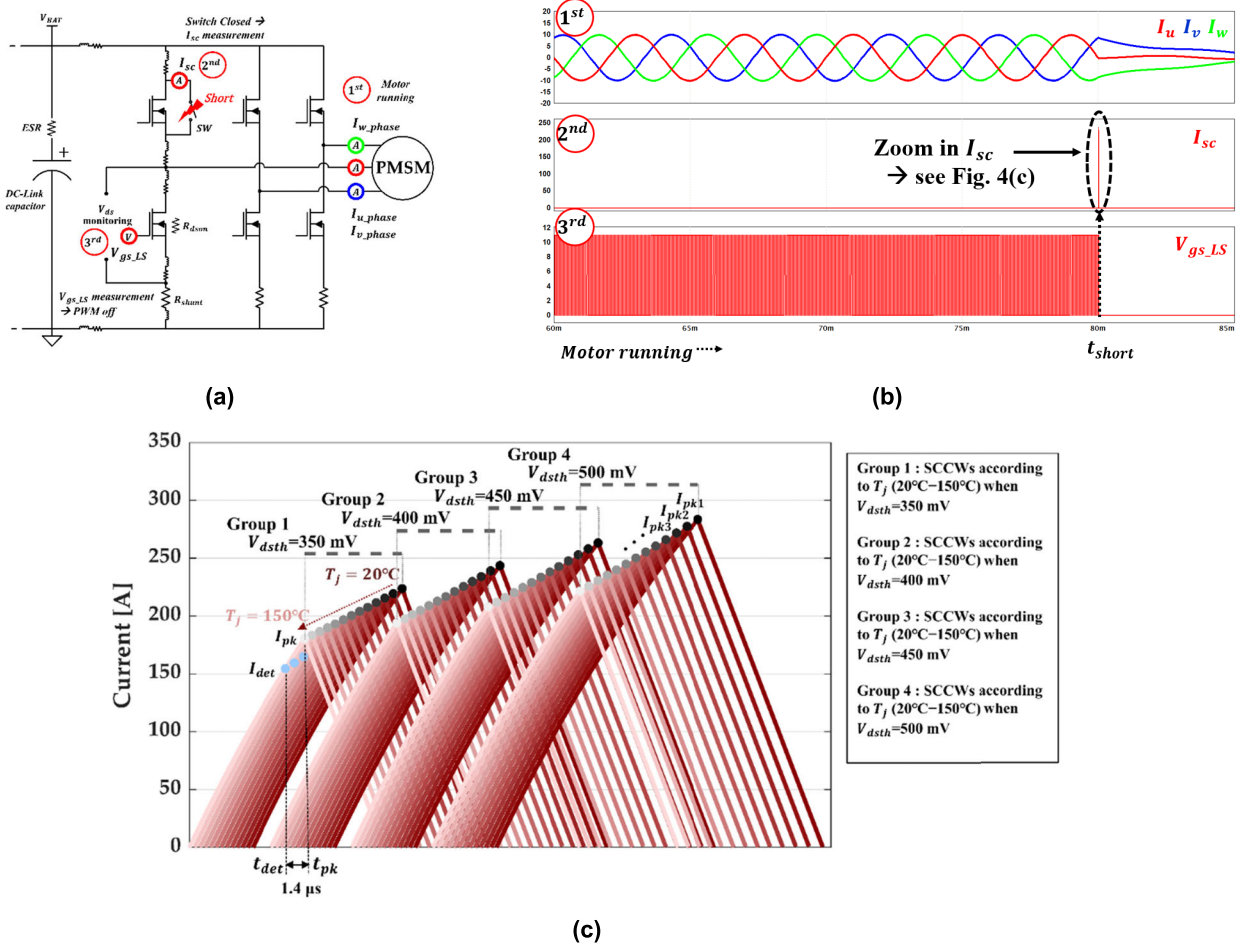 V_BAT
Switch Closed →
I_sc measurement
I_sc
A
2nd
Short
SW
1st
Motor
running
I_w_phase
A
A
A
PMSM
I_u_phase
I_v_phase
ESR
+
DC-Link
capacitor
V_ds
monitoring
3rd
V
V_gs_LS
R_dson
R_shunt
V_gs_LS measurement
→ PWM off
(a)
1st
I_u I_v I_w
20
15
10
5
0
-5
-10
-15
-20
2nd
I_sc
250
200
150
100
50
0
Zoom in I_sc
→ see Fig. 4(c)
3rd
V_gs_LS
12
10
8
6
4
2
0
60m
65m
70m
75m
80m
85m
Motor running
t_short
(b)
Current [A]
350
300
250
200
150
100
50
0
Group 1
V_dsth=350 mV
Group 2
V_dsth=400 mV
Group 3
V_dsth=450 mV
Group 4
V_dsth=500 mV
I_pk1
I_pk2
I_pk3
T_j = 20°C
T_j = 150°C
I_pk
I_det
t_det
t_pk
1.4 μs
Group 1 : SCCWs according
to T_j (20°C−150°C) when
V_dsth=350 mV
Group 2 : SCCWs according
to T_j (20°C−150°C) when
V_dsth=400 mV
Group 3 : SCCWs according
to T_j (20°C−150°C) when
V_dsth=450 mV
Group 4 : SCCWs according
to T_j (20°C−150°C) when
V_dsth=500 mV
(c)